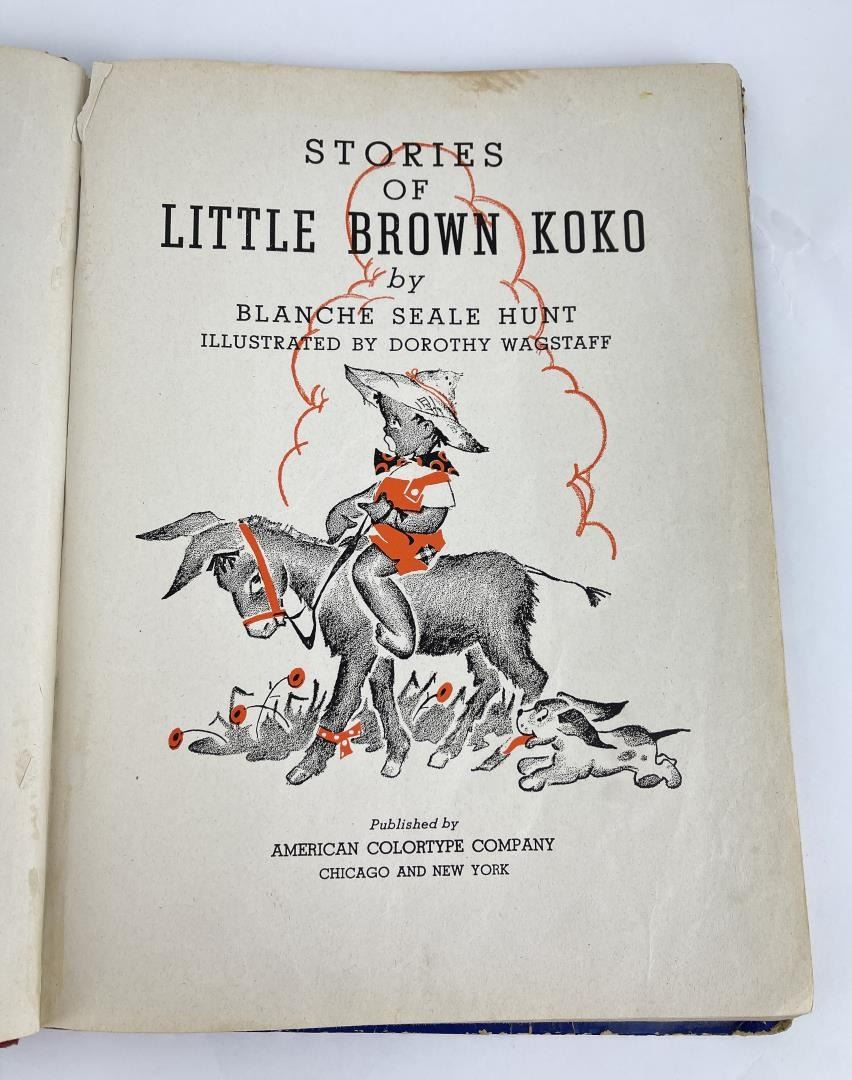 STORIES
OF
LITTLE BROWN KOKO
by
BLANCHE SEALE HUNT
ILLUSTRATED BY DOROTHY WAGSTAFF
Published by
AMERICAN COLORTYPE COMPANY
CHICAGO AND NEW YORK